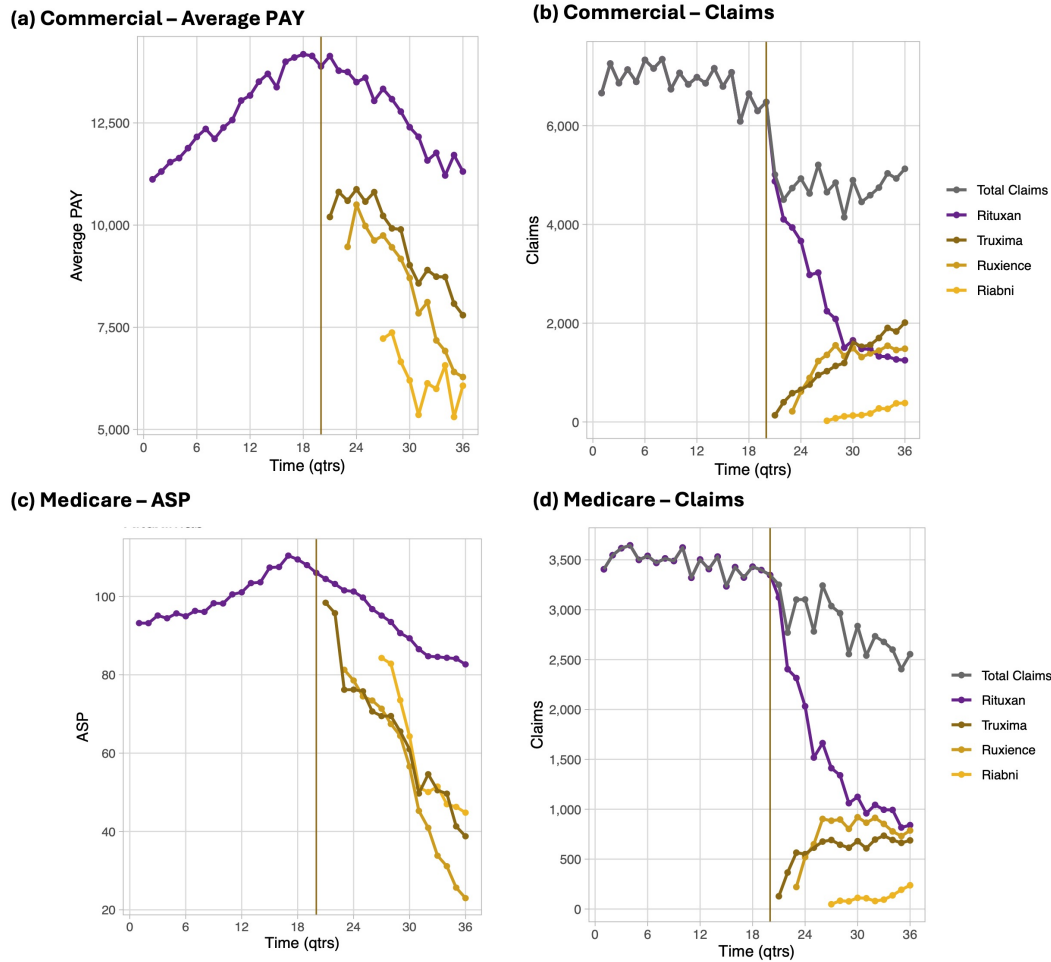 (a) Commercial – Average PAY
12,500
10,000
7,500
5,000
Average PAY
0 6 12 18 24 30 36
Time (qtrs)
(b) Commercial – Claims
6,000
4,000
2,000
0
Claims
0 6 12 18 24 30 36
Time (qtrs)
Total Claims
Rituxan
Truxima
Ruxience
Riabni
(c) Medicare – ASP
100
80
60
40
20
ASP
0 6 12 18 24 30 36
Time (qtrs)
(d) Medicare – Claims
3,500
3,000
2,500
2,000
1,500
1,000
500
0
Claims
0 6 12 18 24 30 36
Time (qtrs)
Total Claims
Rituxan
Truxima
Ruxience
Riabni